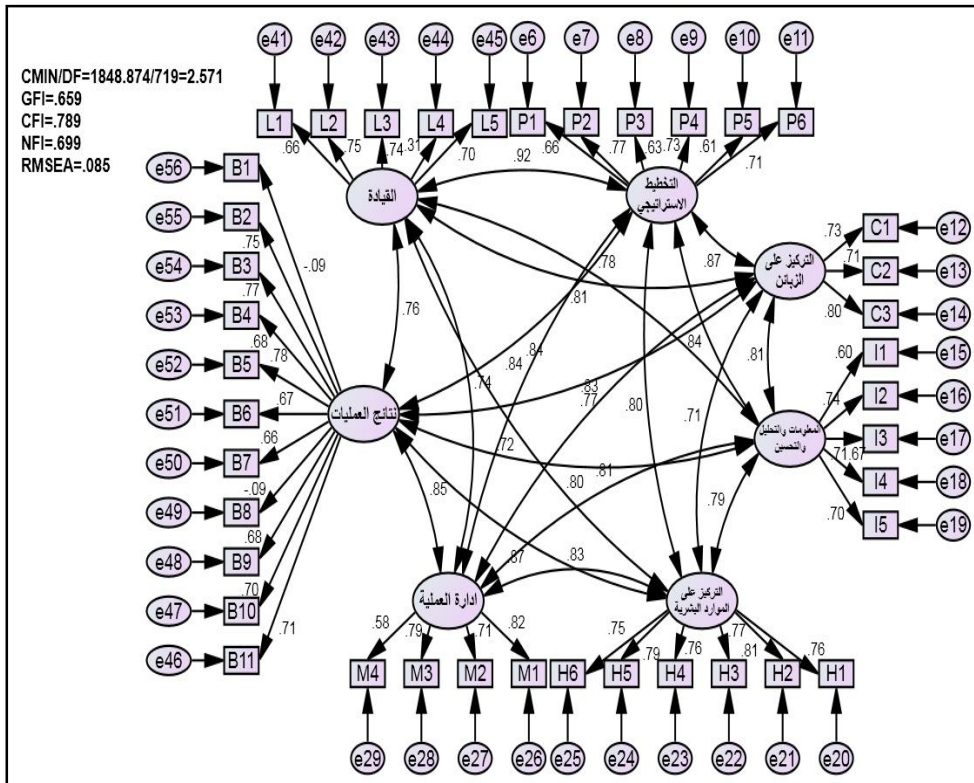 CMIN/DF=1848.874/719=2.571
GFI=.659
CFI=.789
NFI=.699
RMSEA=.085
e41 e42 e43 e44 e45 e6 e7 e8 e9 e10 e11
L1 L2 L3 L4 L5 P1 P2 P3 P4 P5 P6
.66 .75 .74 .31 .70 .92 .66 .77 .63 .73 .61 .71
القيادة
التخطيط
الاستراتيجي
e56 B1
e55 B2
e54 B3
e53 B4
e52 B5
e51 B6
e50 B7
e49 B8
e48 B9
e47 B10
e46 B11
-.09
.75
.77
.68
.78
.67
.66
-.09
.68
.70
.71
نتائج العمليات
التركيز على
الزبائن
.73 C1 e12
.71 C2 e13
.80 C3 e14
.60 I1 e15
.74 I2 e16
I3 e17
.71 .67 I4 e18
.70 I5 e19
المعلومات والتحليل
والتحسين
.87
.78
.81
.76
.84 .84
.84
.81
.74
.83
.77
.80
.71
.72
.81
.80
.79
.85
.87
.83
ادارة العملية
التركيز على
الموارد البشرية
.58 .79 .71 .82 .75 .79 .76 .77 .81 .76
M4 M3 M2 M1 H6 H5 H4 H3 H2 H1
e29 e28 e27 e26 e25 e24 e23 e22 e21 e20